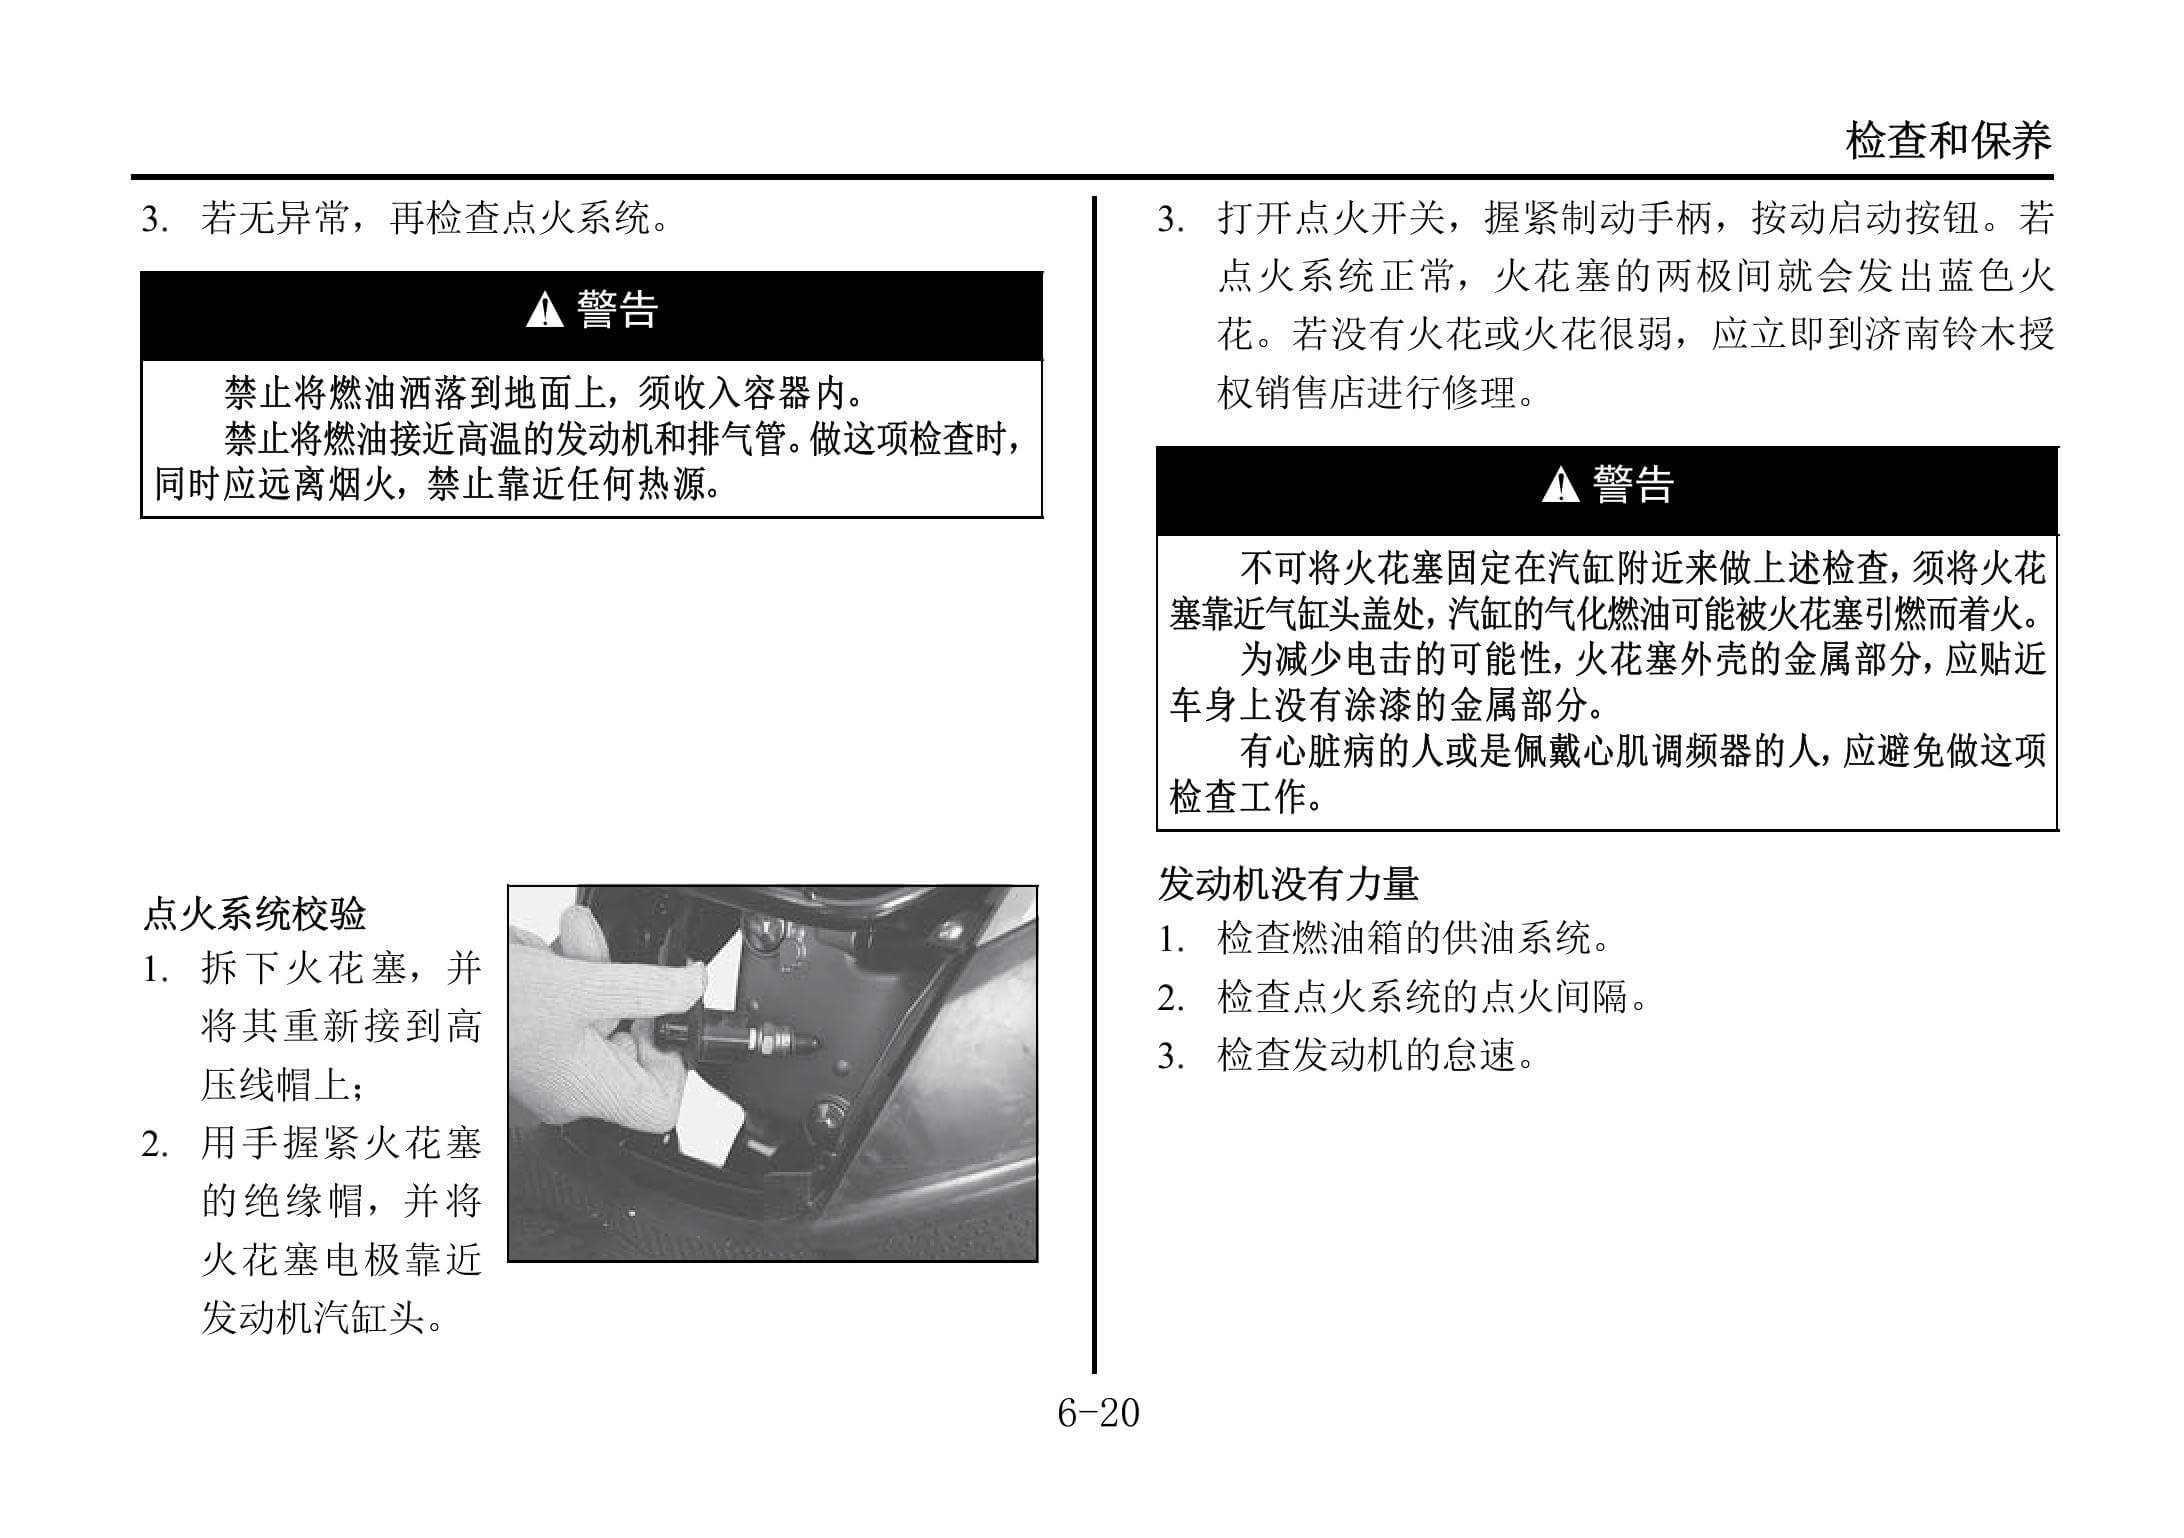 检查和保养
3. 若无异常，再检查点火系统。
警告
禁止将燃油洒落到地面上，须收入容器内。
禁止将燃油接近高温的发动机和排气管。做这项检查时，
同时应远离烟火，禁止靠近任何热源。
点火系统校验
1. 拆下火花塞，并
将其重新接到高
压线帽上；
2. 用手握紧火花塞
的绝缘帽，并将
火花塞电极靠近
发动机汽缸头。
3. 打开点火开关，握紧制动手柄，按动启动按钮。若
点火系统正常，火花塞的两极间就会发出蓝色火
花。若没有火花或火花很弱，应立即到济南铃木授
权销售店进行修理。
警告
不可将火花塞固定在汽缸附近来做上述检查，须将火花
塞靠近气缸头盖处，汽缸的气化燃油可能被火花塞引燃而着火。
为减少电击的可能性，火花塞外壳的金属部分，应贴近
车身上没有涂漆的金属部分。
有心脏病的人或是佩戴心肌调频器的人，应避免做这项
检查工作。
发动机没有力量
1. 检查燃油箱的供油系统。
2. 检查点火系统的点火间隔。
3. 检查发动机的怠速。
6-20